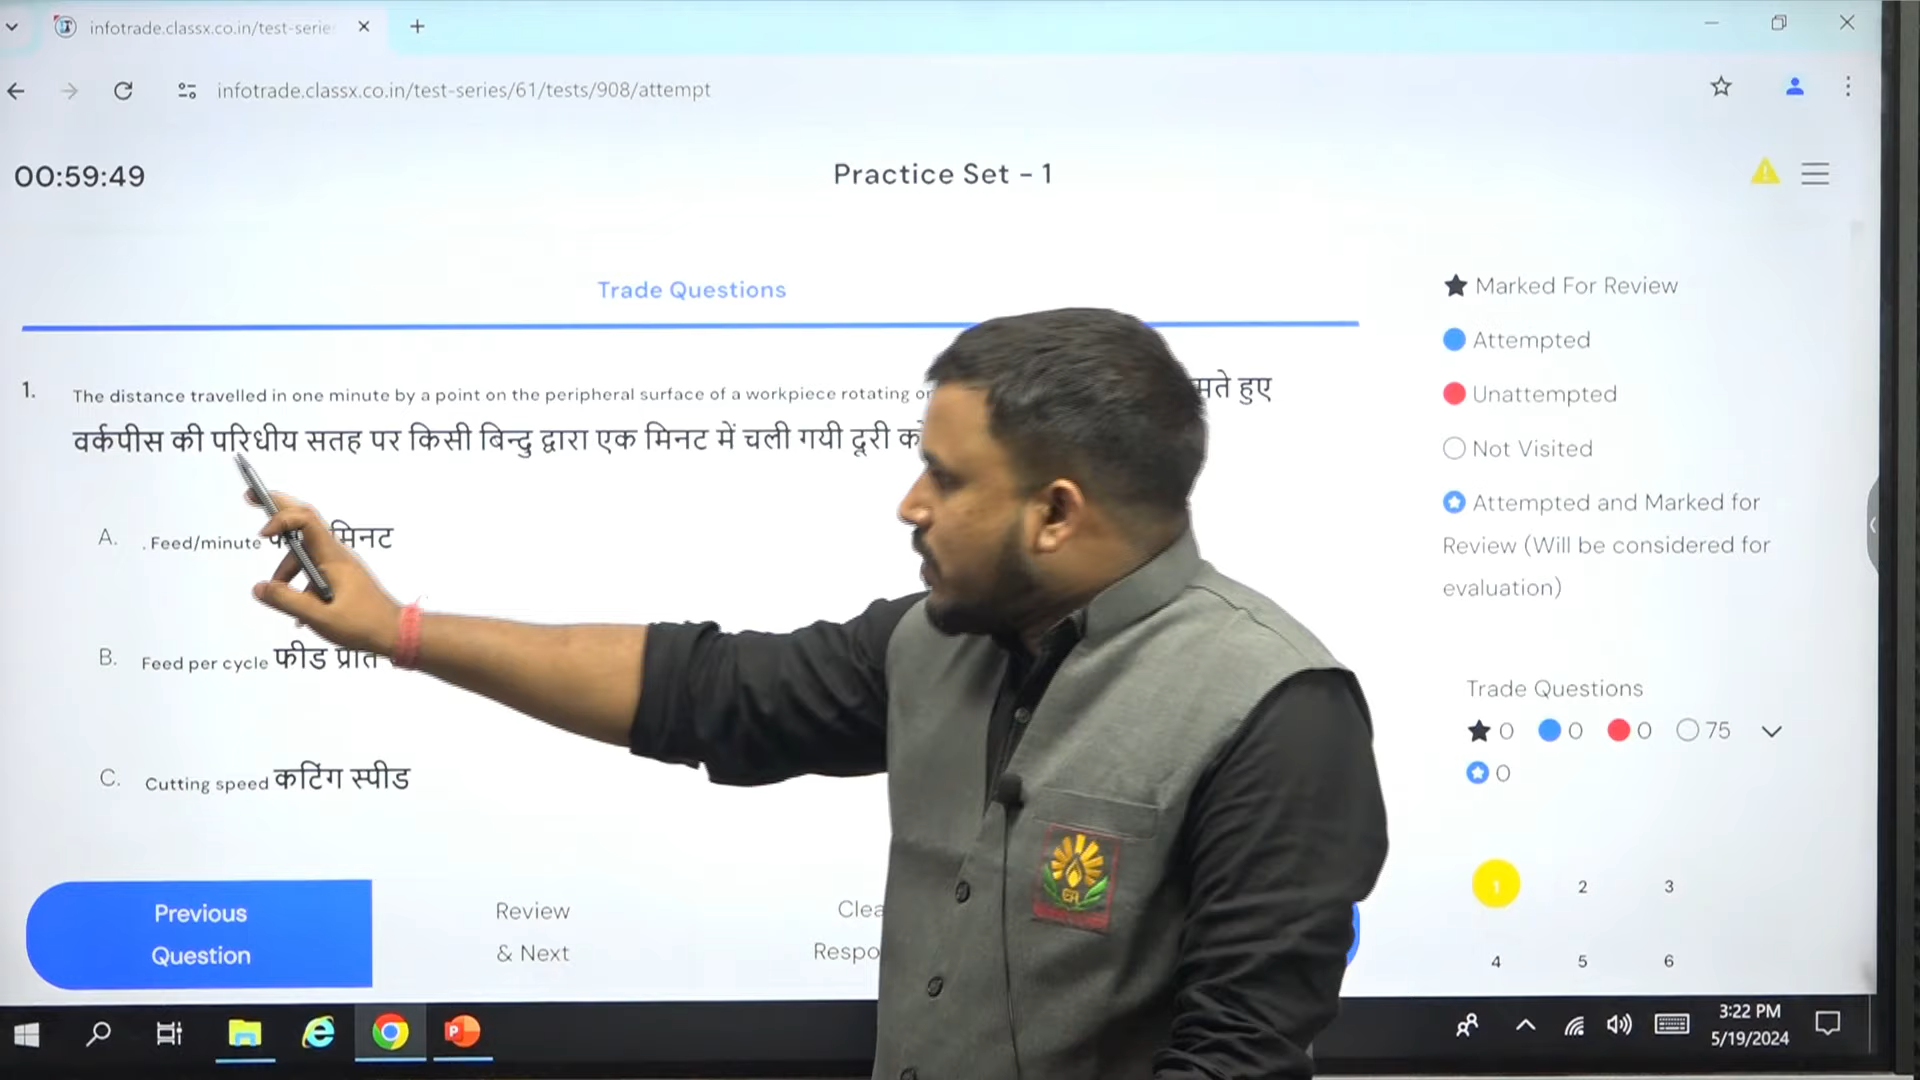 infotrade.classx.co.in/test-serie
infotrade.classx.co.in/test-series/61/tests/908/attempt
00:59:49
Practice Set - 1
Trade Questions
1.
The distance travelled in one minute by a point on the peripheral surface of a workpiece rotating
हुए
वर्कपीस की परिधीय सतह पर किसी बिन्दु द्वारा एक मिनट में चली गयी दूरी
A. . Feed/minute मिनट
B. Feed per cycle फीड प्रति
C. Cutting speed कटिंग स्पीड
Previous
Question
Review
& Next
Marked For Review
Attempted
Unattempted
Not Visited
Attempted and Marked for
Review (Will be considered for
evaluation)
Trade Questions
0 0 0 75
0
1 2 3
4 5 6
3:22 PM
5/19/2024